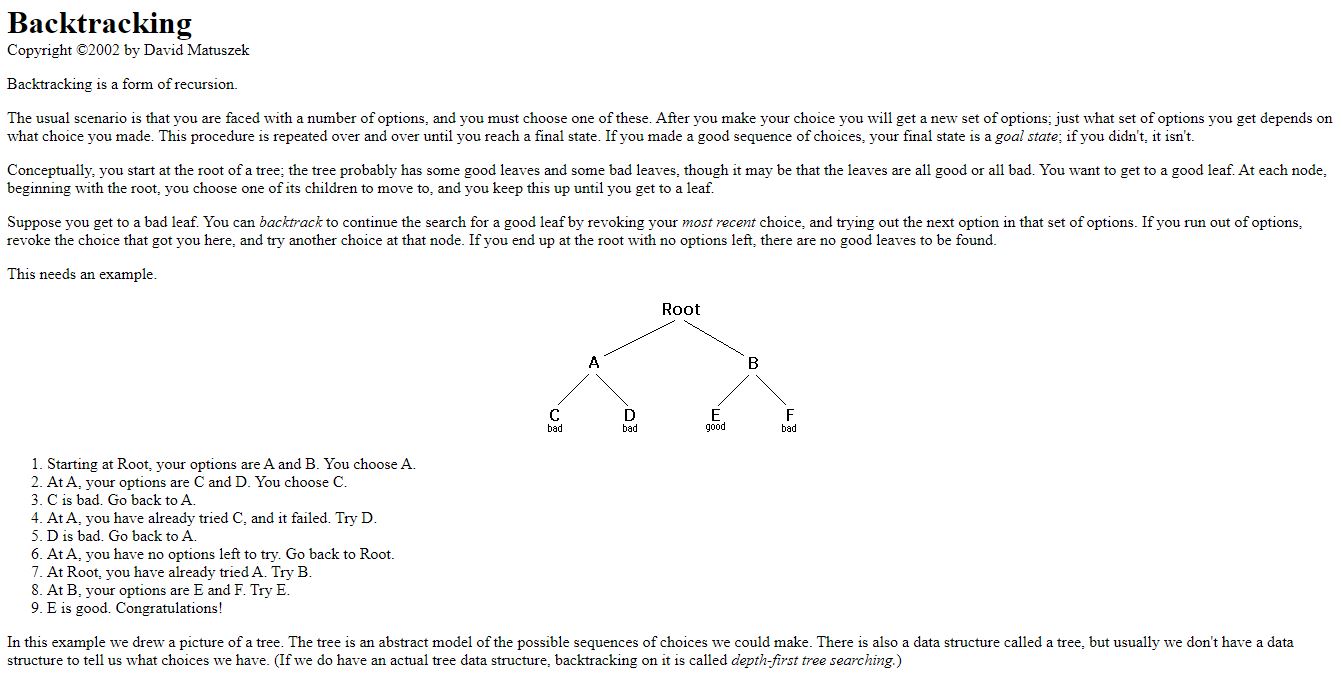 Backtracking
Copyright ©2002 by David Matuszek
Backtracking is a form of recursion.
The usual scenario is that you are faced with a number of options, and you must choose one of these. After you make your choice you will get a new set of options; just what set of options you get depends on
what choice you made. This procedure is repeated over and over until you reach a final state. If you made a good sequence of choices, your final state is a goal state; if you didn't, it isn't.
Conceptually, you start at the root of a tree; the tree probably has some good leaves and some bad leaves, though it may be that the leaves are all good or all bad. You want to get to a good leaf. At each node,
beginning with the root, you choose one of its children to move to, and you keep this up until you get to a leaf.
Suppose you get to a bad leaf. You can backtrack to continue the search for a good leaf by revoking your most recent choice, and trying out the next option in that set of options. If you run out of options,
revoke the choice that got you here, and try another choice at that node. If you end up at the root with no options left, there are no good leaves to be found.
This needs an example.
Root
A B
C D E F
bad bad good bad
1. Starting at Root, your options are A and B. You choose A.
2. At A, your options are C and D. You choose C.
3. C is bad. Go back to A.
4. At A, you have already tried C, and it failed. Try D.
5. D is bad. Go back to A.
6. At A, you have no options left to try. Go back to Root.
7. At Root, you have already tried A. Try B.
8. At B, your options are E and F. Try E.
9. E is good. Congratulations!
In this example we drew a picture of a tree. The tree is an abstract model of the possible sequences of choices we could make. There is also a data structure called a tree, but usually we don't have a data
structure to tell us what choices we have. (If we do have an actual tree data structure, backtracking on it is called depth-first tree searching.)